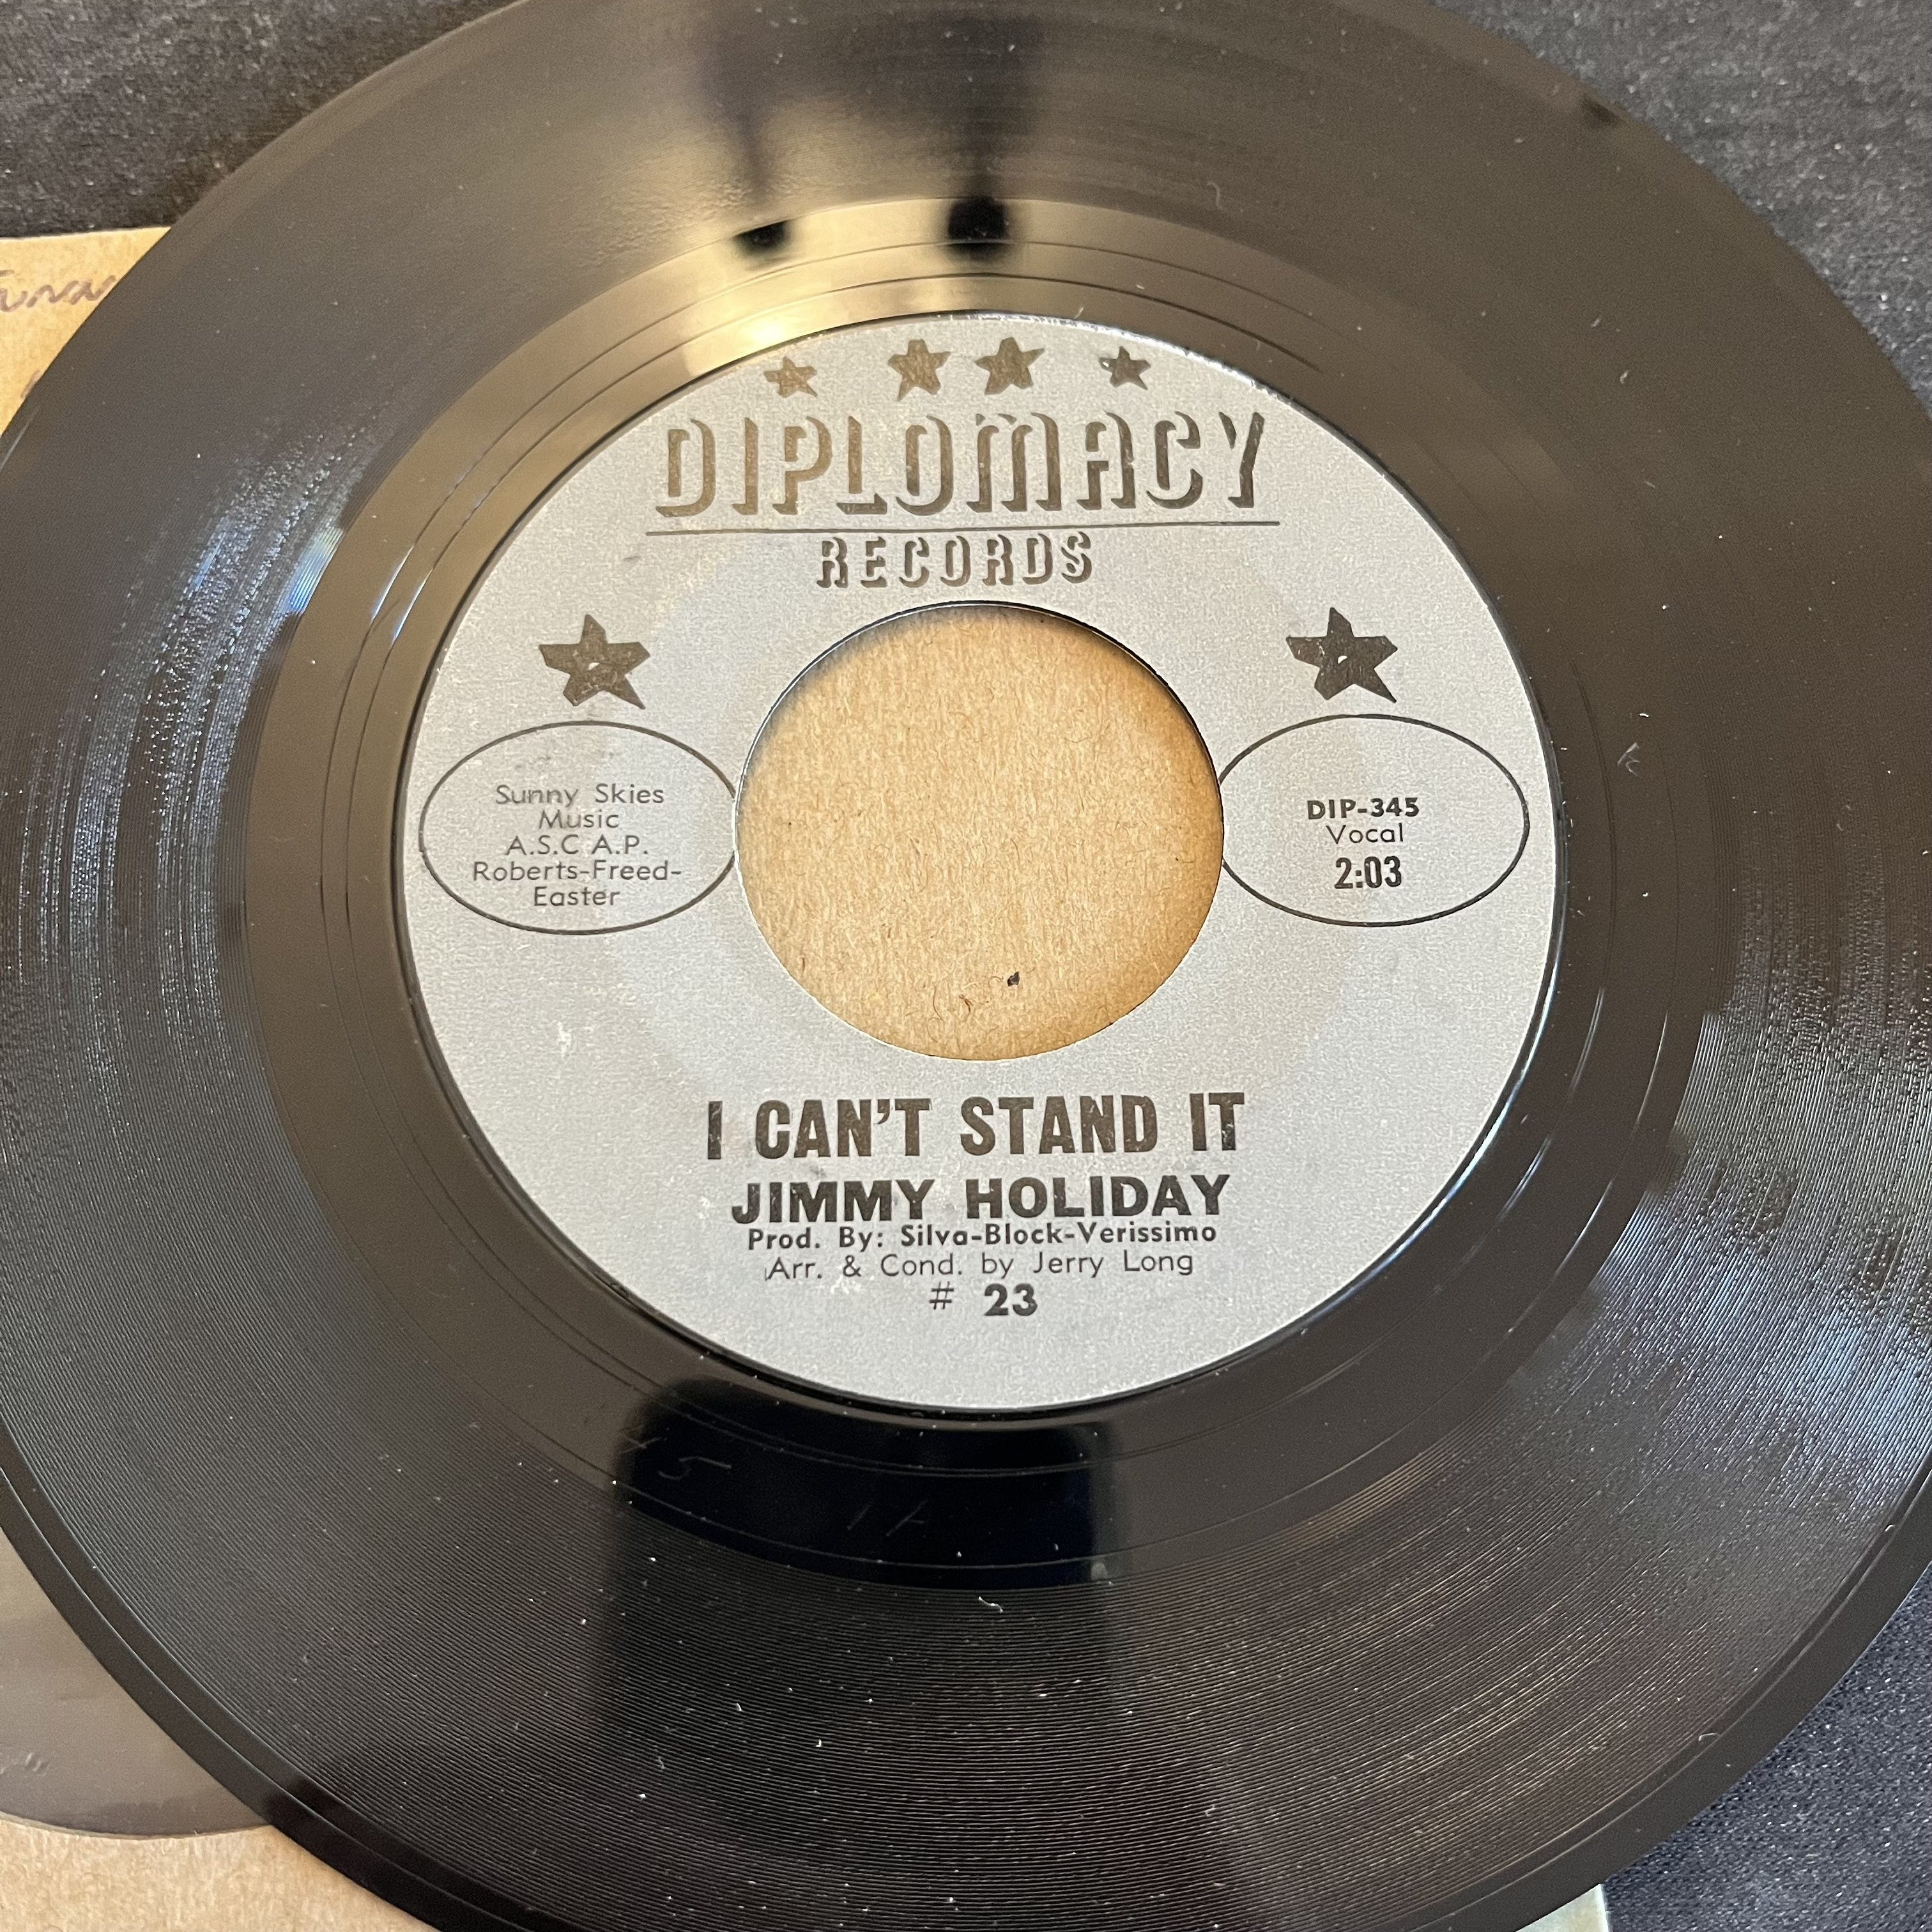 DIPLOMACY
RECORDS
Sunny Skies
Music
A.S.C A.P.
Roberts-Freed-
Easter
DIP-345
Vocal
2:03
I CAN'T STAND IT
JIMMY HOLIDAY
Prod. By: Silva-Block-Verissimo
Arr. & Cond. by Jerry Long
# 23